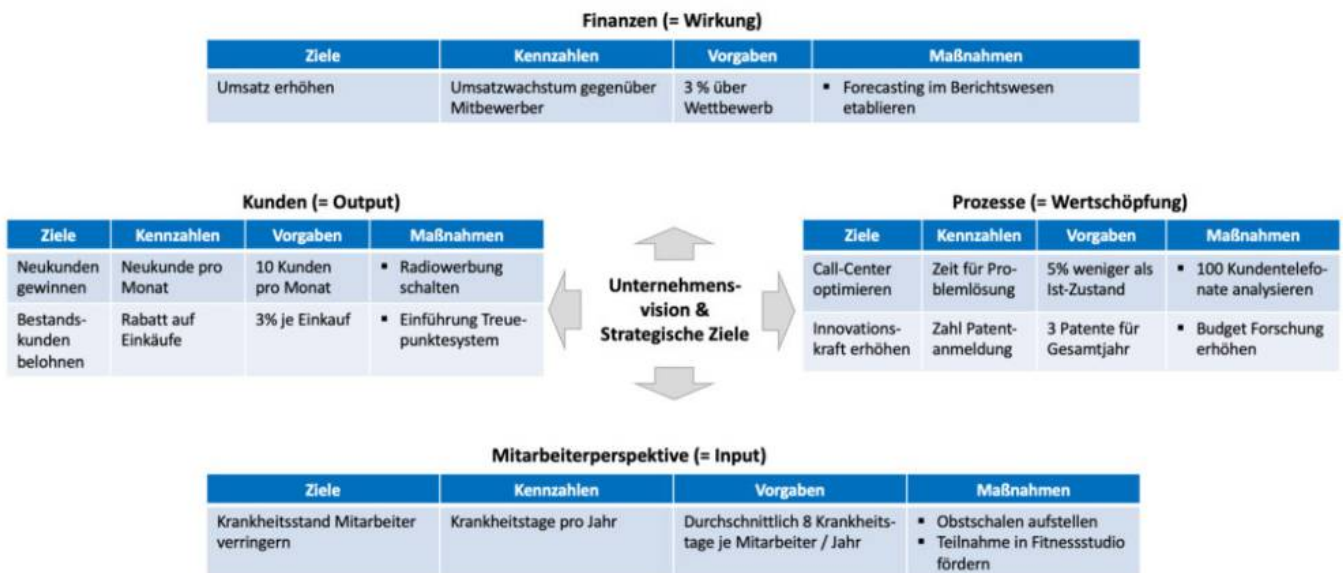 Finanzen (= Wirkung)
Ziele Kennzahlen Vorgaben Maßnahmen
Umsatz erhöhen Umsatzwachstum gegenüber 3 % über ▪ Forecasting im Berichtswesen
Mitbewerber Wettbewerb etablieren
Kunden (= Output)
Ziele Kennzahlen Vorgaben Maßnahmen
Neukunden Neukunde pro 10 Kunden ▪ Radiowerbung
gewinnen Monat pro Monat schalten
Bestands- Rabatt auf 3% je Einkauf ▪ Einführung Treue-
kunden Einkäufe punktesystem
belohnen
Unternehmens-
vision &
Strategische Ziele
Prozesse (= Wertschöpfung)
Ziele Kennzahlen Vorgaben Maßnahmen
Call-Center Zeit für Pro- 5% weniger als ▪ 100 Kundentelefo-
optimieren blemlösung Ist-Zustand nate analysieren
Innovations- Zahl Patent- 3 Patente für ▪ Budget Forschung
kraft erhöhen anmeldung Gesamtjahr erhöhen
Mitarbeiterperspektive (= Input)
Ziele Kennzahlen Vorgaben Maßnahmen
Krankheitsstand Mitarbeiter Krankheitstage pro Jahr Durchschnittlich 8 Krankheits- ▪ Obstschalen aufstellen
verringern tage je Mitarbeiter / Jahr ▪ Teilnahme in Fitnessstudio
fördern